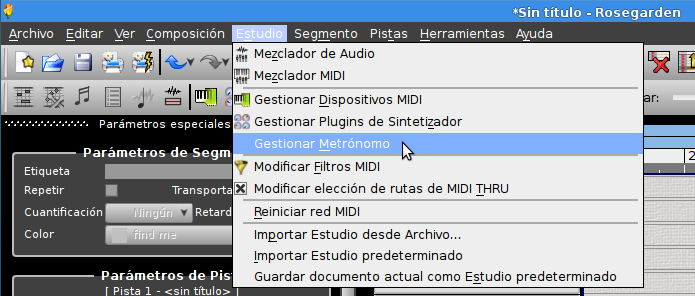 *Sin título - Rosegarden
Archivo Editar Ver Composición Estudio Segmento Pistas Herramientas Ayuda
Mezclador de Audio
Mezclador MIDI
Gestionar Dispositivos MIDI
Gestionar Plugins de Sintetizador
Gestionar Metrónomo
Modificar Filtros MIDI
Modificar elección de rutas de MIDI THRU
Reiniciar red MIDI
Importar Estudio desde Archivo...
Importar Estudio predeterminado
Guardar documento actual como Estudio predeterminado
ar:
2
Parámetros especiales
Parámetros de Segm
Etiqueta
Repetir Transporta
Cuantificación Ningún Retard
Color find me
Parámetros de Pist
[ Pista 1 - <sin título> ]